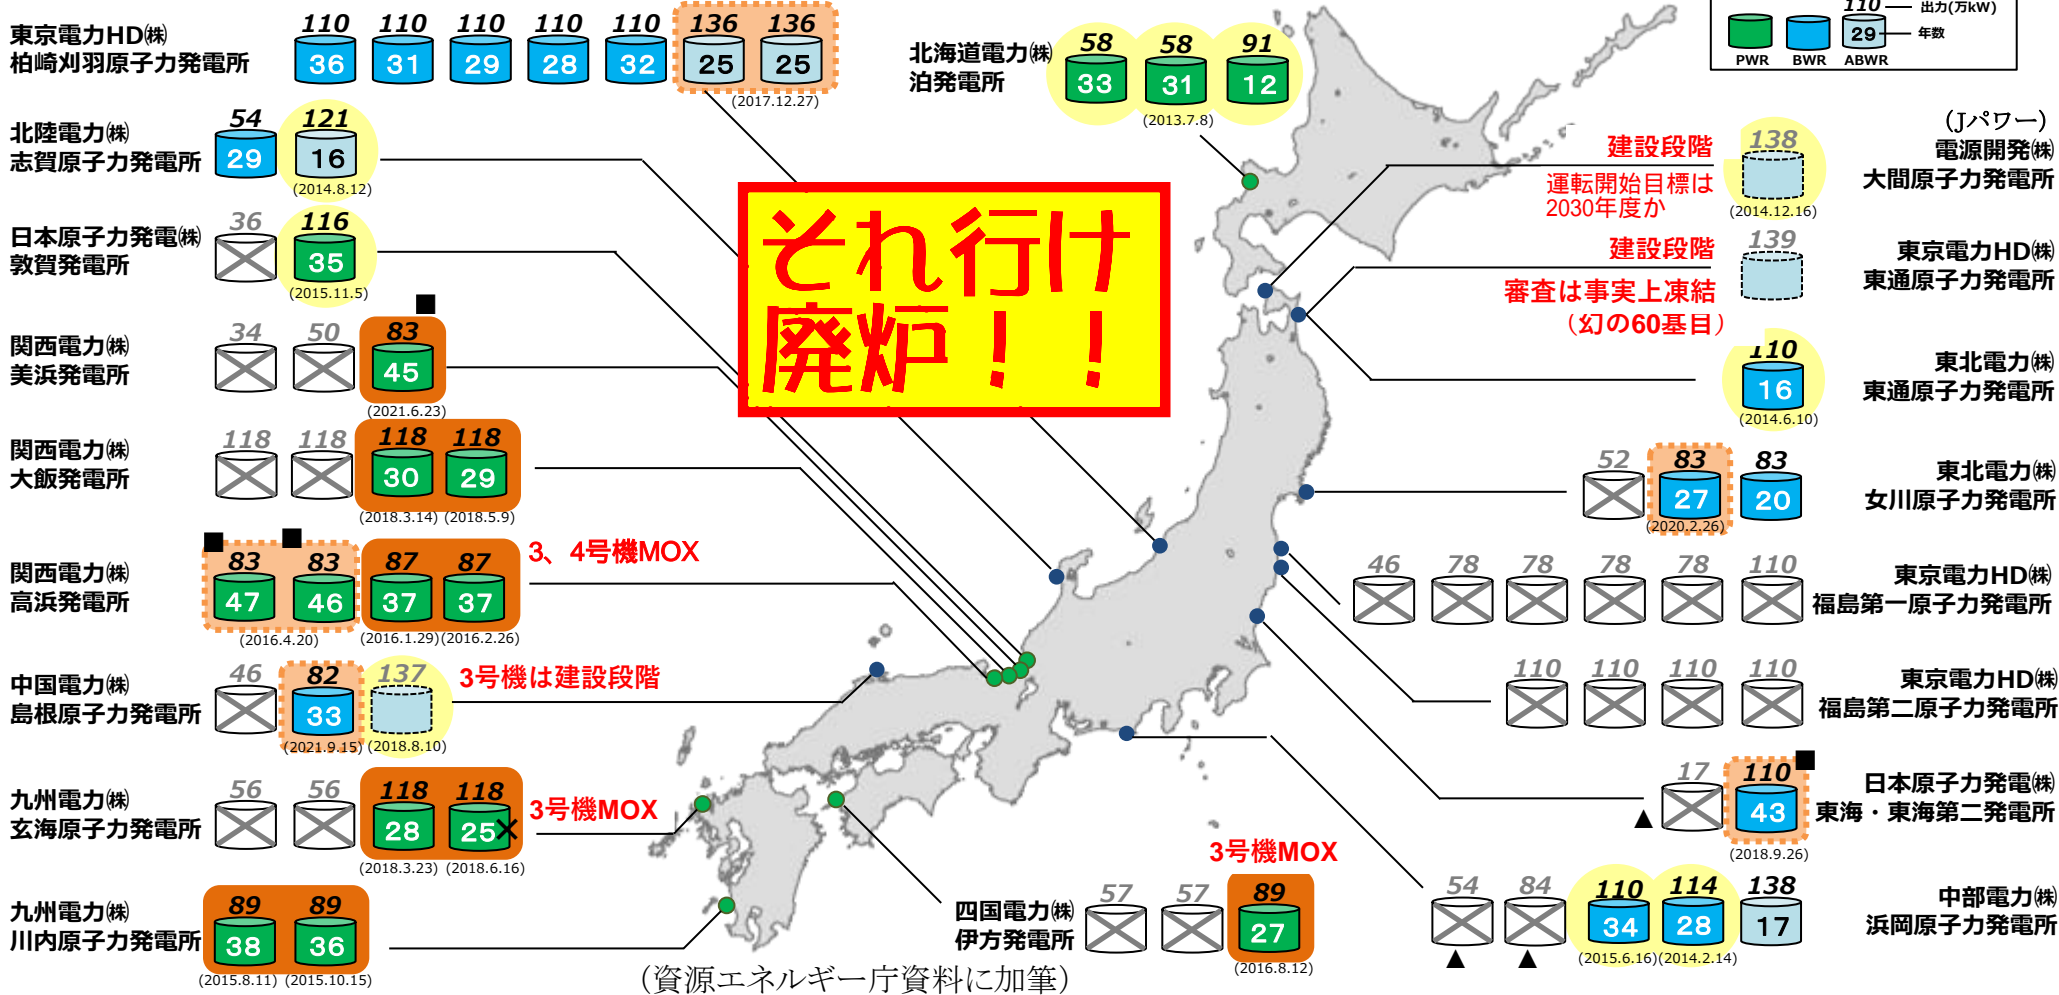 東京電力HD㈱
柏崎刈羽原子力発電所
110 110 110 110 110 136 136
36 31 29 28 32 25 25
(2017.12.27)
北海道電力㈱
泊発電所
58 58 91
33 31 12
(2013.7.8)
110 出力(万kW)
29 年数
PWR BWR ABWR
北陸電力㈱
志賀原子力発電所
54 121
29 16
(2014.8.12)
日本原子力発電㈱
敦賀発電所
36 116
35
(2015.11.5)
関西電力㈱
美浜発電所
34 50 83
45
(2021.6.23)
関西電力㈱
大飯発電所
118 118 118 118
30 29
(2018.3.14) (2018.5.9)
関西電力㈱
高浜発電所
83 83 87 87
47 46 37 37
(2016.4.20) (2016.1.29) (2016.2.26)
3、4号機MOX
中国電力㈱
島根原子力発電所
46 82 137
33
(2021.9.15) (2018.8.10)
3号機は建設段階
九州電力㈱
玄海原子力発電所
56 56 118 118
28 25
(2018.3.23) (2018.6.16)
3号機MOX
九州電力㈱
川内原子力発電所
89 89
38 36
(2015.8.11) (2015.10.15)
それ行け
廃炉！！
(Jパワー)
電源開発㈱
大間原子力発電所
138
(2014.12.16)
建設段階
運転開始目標は
2030年度か
東京電力HD㈱
東通原子力発電所
139
建設段階
審査は事実上凍結
（幻の60基目）
東北電力㈱
東通原子力発電所
110
16
(2014.6.10)
東北電力㈱
女川原子力発電所
52 83 83
27 20
(2020.2.26)
東京電力HD㈱
福島第一原子力発電所
46 78 78 78 78 110
東京電力HD㈱
福島第二原子力発電所
110 110 110 110
日本原子力発電㈱
東海・東海第二発電所
17 110
43
(2018.9.26)
中部電力㈱
浜岡原子力発電所
54 84 110 114 138
34 28 17
(2015.6.16) (2014.2.14)
四国電力㈱
伊方発電所
57 57 89
27
(2016.8.12)
3号機MOX
(資源エネルギー庁資料に加筆)